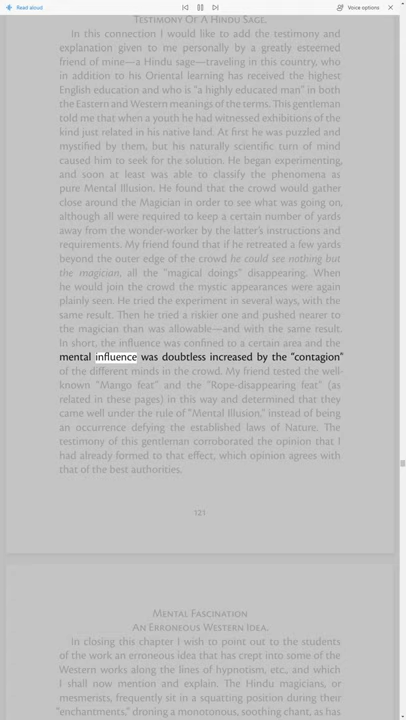 Read aloud
Voice options
TESTIMONY OF A HINDU SAGE.
In this connection I would like to add the testimony and
explanation given to me personally by a greatly esteemed
friend of mine—a Hindu sage—traveling in this country, who
in addition to his Oriental learning has received the highest
English education and who is "a highly educated man" in both
the Eastern and Western meanings of the terms. This gentleman
told me that when a youth he had witnessed exhibitions of the
kind just related in his native land. At first he was puzzled and
mystified by them, but his naturally scientific turn of mind
caused him to seek for the solution. He began experimenting,
and soon at least was able to classify the phenomena as
pure Mental Illusion. He found that the crowd would gather
close around the Magician in order to see what was going on,
although all were required to keep a certain number of yards
away from the wonder-worker by the latter's instructions and
requirements. My friend found that if he retreated a few yards
beyond the outer edge of the crowd he could see nothing but
the magician, all the "magical doings" disappearing. When
he would join the crowd the mystic appearances were again
plainly seen. He tried the experiment in several ways, with the
same result. Then he tried a riskier one and pushed nearer to
the magician than was allowable—and with the same result.
In short, the influence was confined to a certain area and the
mental influence was doubtless increased by the "contagion"
of the different minds in the crowd. My friend tested the well-
known "Mango feat" and the "Rope-disappearing feat" (as
related in these pages) in this way and determined that they
came well under the rule of "Mental Illusion," instead of being
an occurrence defying the established laws of Nature. The
testimony of this gentleman corroborated the opinion that I
had already formed to that effect, which opinion agrees with
that of the best authorities.
121
MENTAL FASCINATION
AN ERRONEOUS WESTERN IDEA.
In closing this chapter I wish to point out to the students
of the work an erroneous idea that has crept into some of the
Western works along the lines of hypnotism, etc., and which
I shall now mention and explain. The Hindu magicians, or
mesmerists, frequently sit in a squatting position during their
"enchantments," droning a monotonous, soothing chant, as has